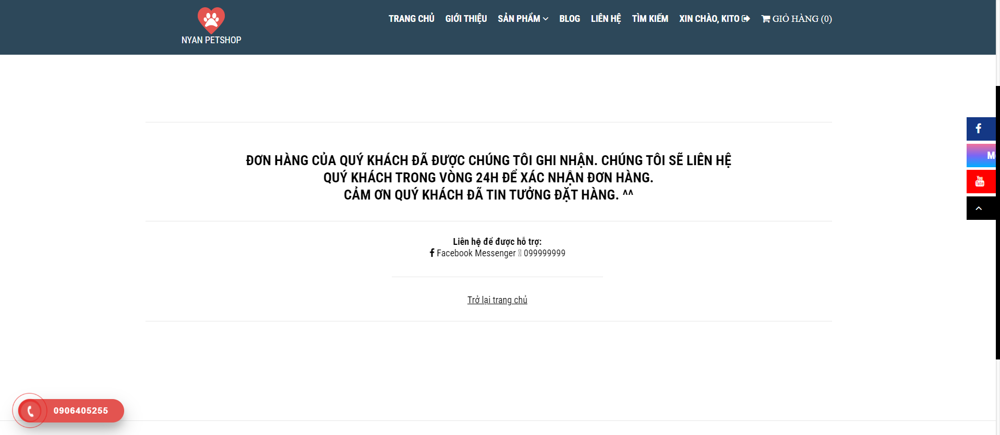 NYAN PETSHOP
TRANG CHỦ GIỚI THIỆU SẢN PHẨM BLOG LIÊN HỆ TÌM KIẾM XIN CHÀO, KITO GIỎ HÀNG (0)
ĐƠN HÀNG CỦA QUÝ KHÁCH ĐÃ ĐƯỢC CHÚNG TÔI GHI NHẬN. CHÚNG TÔI SẼ LIÊN HỆ
QUÝ KHÁCH TRONG VÒNG 24H ĐỂ XÁC NHẬN ĐƠN HÀNG.
CẢM ƠN QUÝ KHÁCH ĐÃ TIN TƯỞNG ĐẶT HÀNG. ^^
Liên hệ để được hỗ trợ:
Facebook Messenger 099999999
Trở lại trang chủ
You
Tube
0906405255